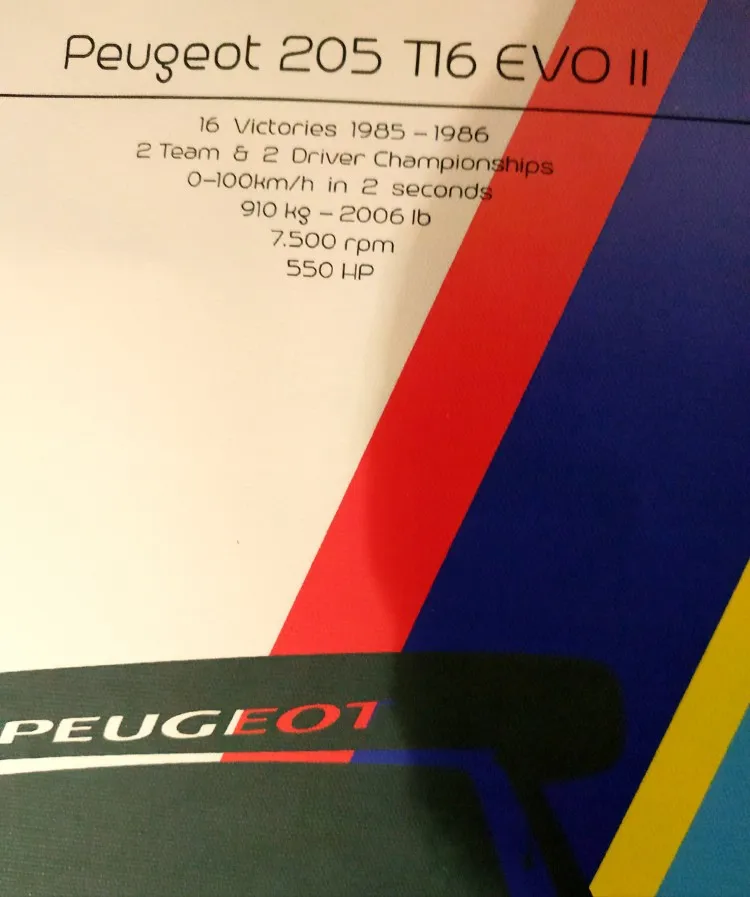 Peugeot 205 T16 EVO II
16 Victories 1985 – 1986
2 Team & 2 Driver Championships
0–100km/h in 2 seconds
910 kg – 2006 lb
7.500 rpm
550 HP
PEUGEOT